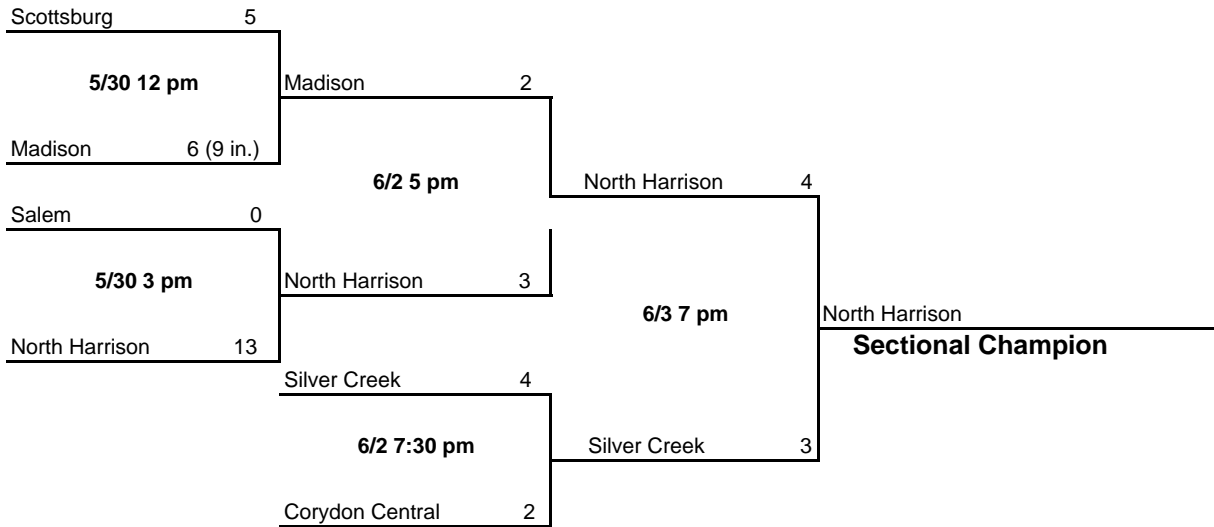 Scottsburg 5
5/30 12 pm
Madison 2
Madison 6 (9 in.)
6/2 5 pm
North Harrison 4
Salem 0
5/30 3 pm
North Harrison 3
6/3 7 pm
North Harrison
North Harrison 13
Sectional Champion
Silver Creek 4
6/2 7:30 pm
Silver Creek 3
Corydon Central 2